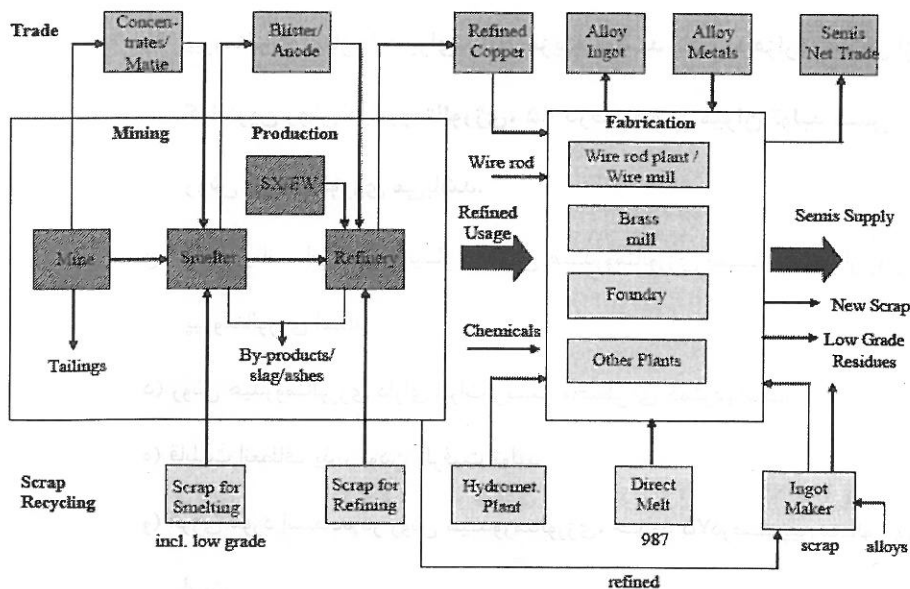 Trade
Concen-
trates/
Matte
Blister/
Anode
Refined
Copper
Alloy
Ingot
Alloy
Metals
Semis
Net Trade
Mining
Production
Fabrication
SX/EW
Wire rod
Wire rod plant /
Wire mill
Refined
Usage
Brass
mill
Semis Supply
Mine
Smelter
Refinery
Foundry
New Scrap
Chemicals
Low Grade
Residues
Tailings
By-products/
slag/ashes
Other Plants
Scrap
Recycling
Scrap for
Smelting
incl. low grade
Scrap for
Refining
Hydromet.
Plant
Direct
Melt
987
Ingot
Maker
scrap
alloys
refined